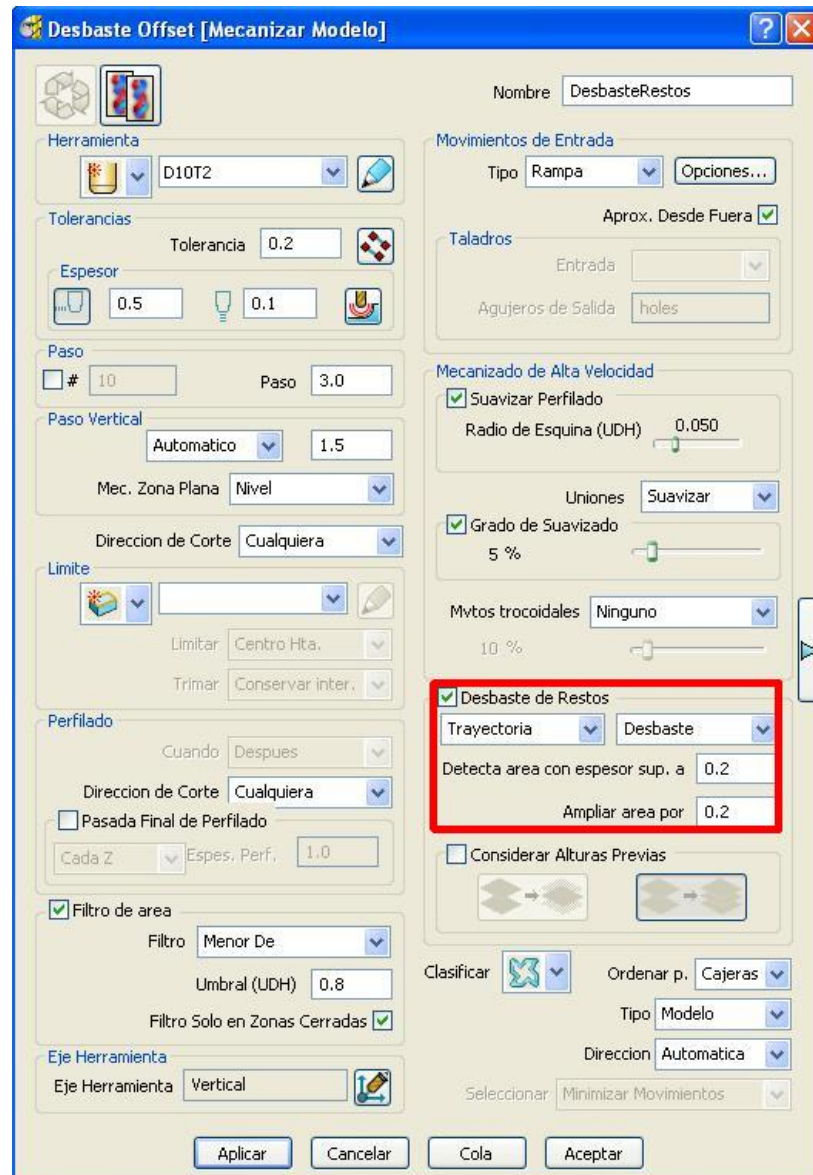 Desbaste Offset [Mecanizar Modelo]
Nombre DesbasteRestos
Herramienta
D10T2
Tolerancias
Tolerancia 0.2
Espesor
0.5 0.1
Paso
# 10 Paso 3.0
Paso Vertical
Automatico 1.5
Mec. Zona Plana Nivel
Direccion de Corte Cualquiera
Limite
Limitar Centro Hta.
Trimar Conservar inter.
Perfilado
Cuando Despues
Direccion de Corte Cualquiera
Pasada Final de Perfilado
Cada Z Espes. Perf. 1.0
Filtro de area
Filtro Menor De
Umbral (UDH) 0.8
Filtro Solo en Zonas Cerradas
Eje Herramienta
Eje Herramienta Vertical
Movimientos de Entrada
Tipo Rampa Opciones...
Aprox. Desde Fuera
Taladros
Entrada
Agujeros de Salida holes
Mecanizado de Alta Velocidad
Suavizar Perfilado
Radio de Esquina (UDH) 0.050
Uniones Suavizar
Grado de Suavizado
5 %
Mvtos trocoidales Ninguno
10 %
Desbaste de Restos
Trayectoria Desbaste
Detecta area con espesor sup. a 0.2
Ampliar area por 0.2
Considerar Alturas Previas
Clasificar Ordenar p. Cajeras
Tipo Modelo
Direccion Automatica
Seleccionar Minimizar Movimientos
Aplicar Cancelar Cola Aceptar